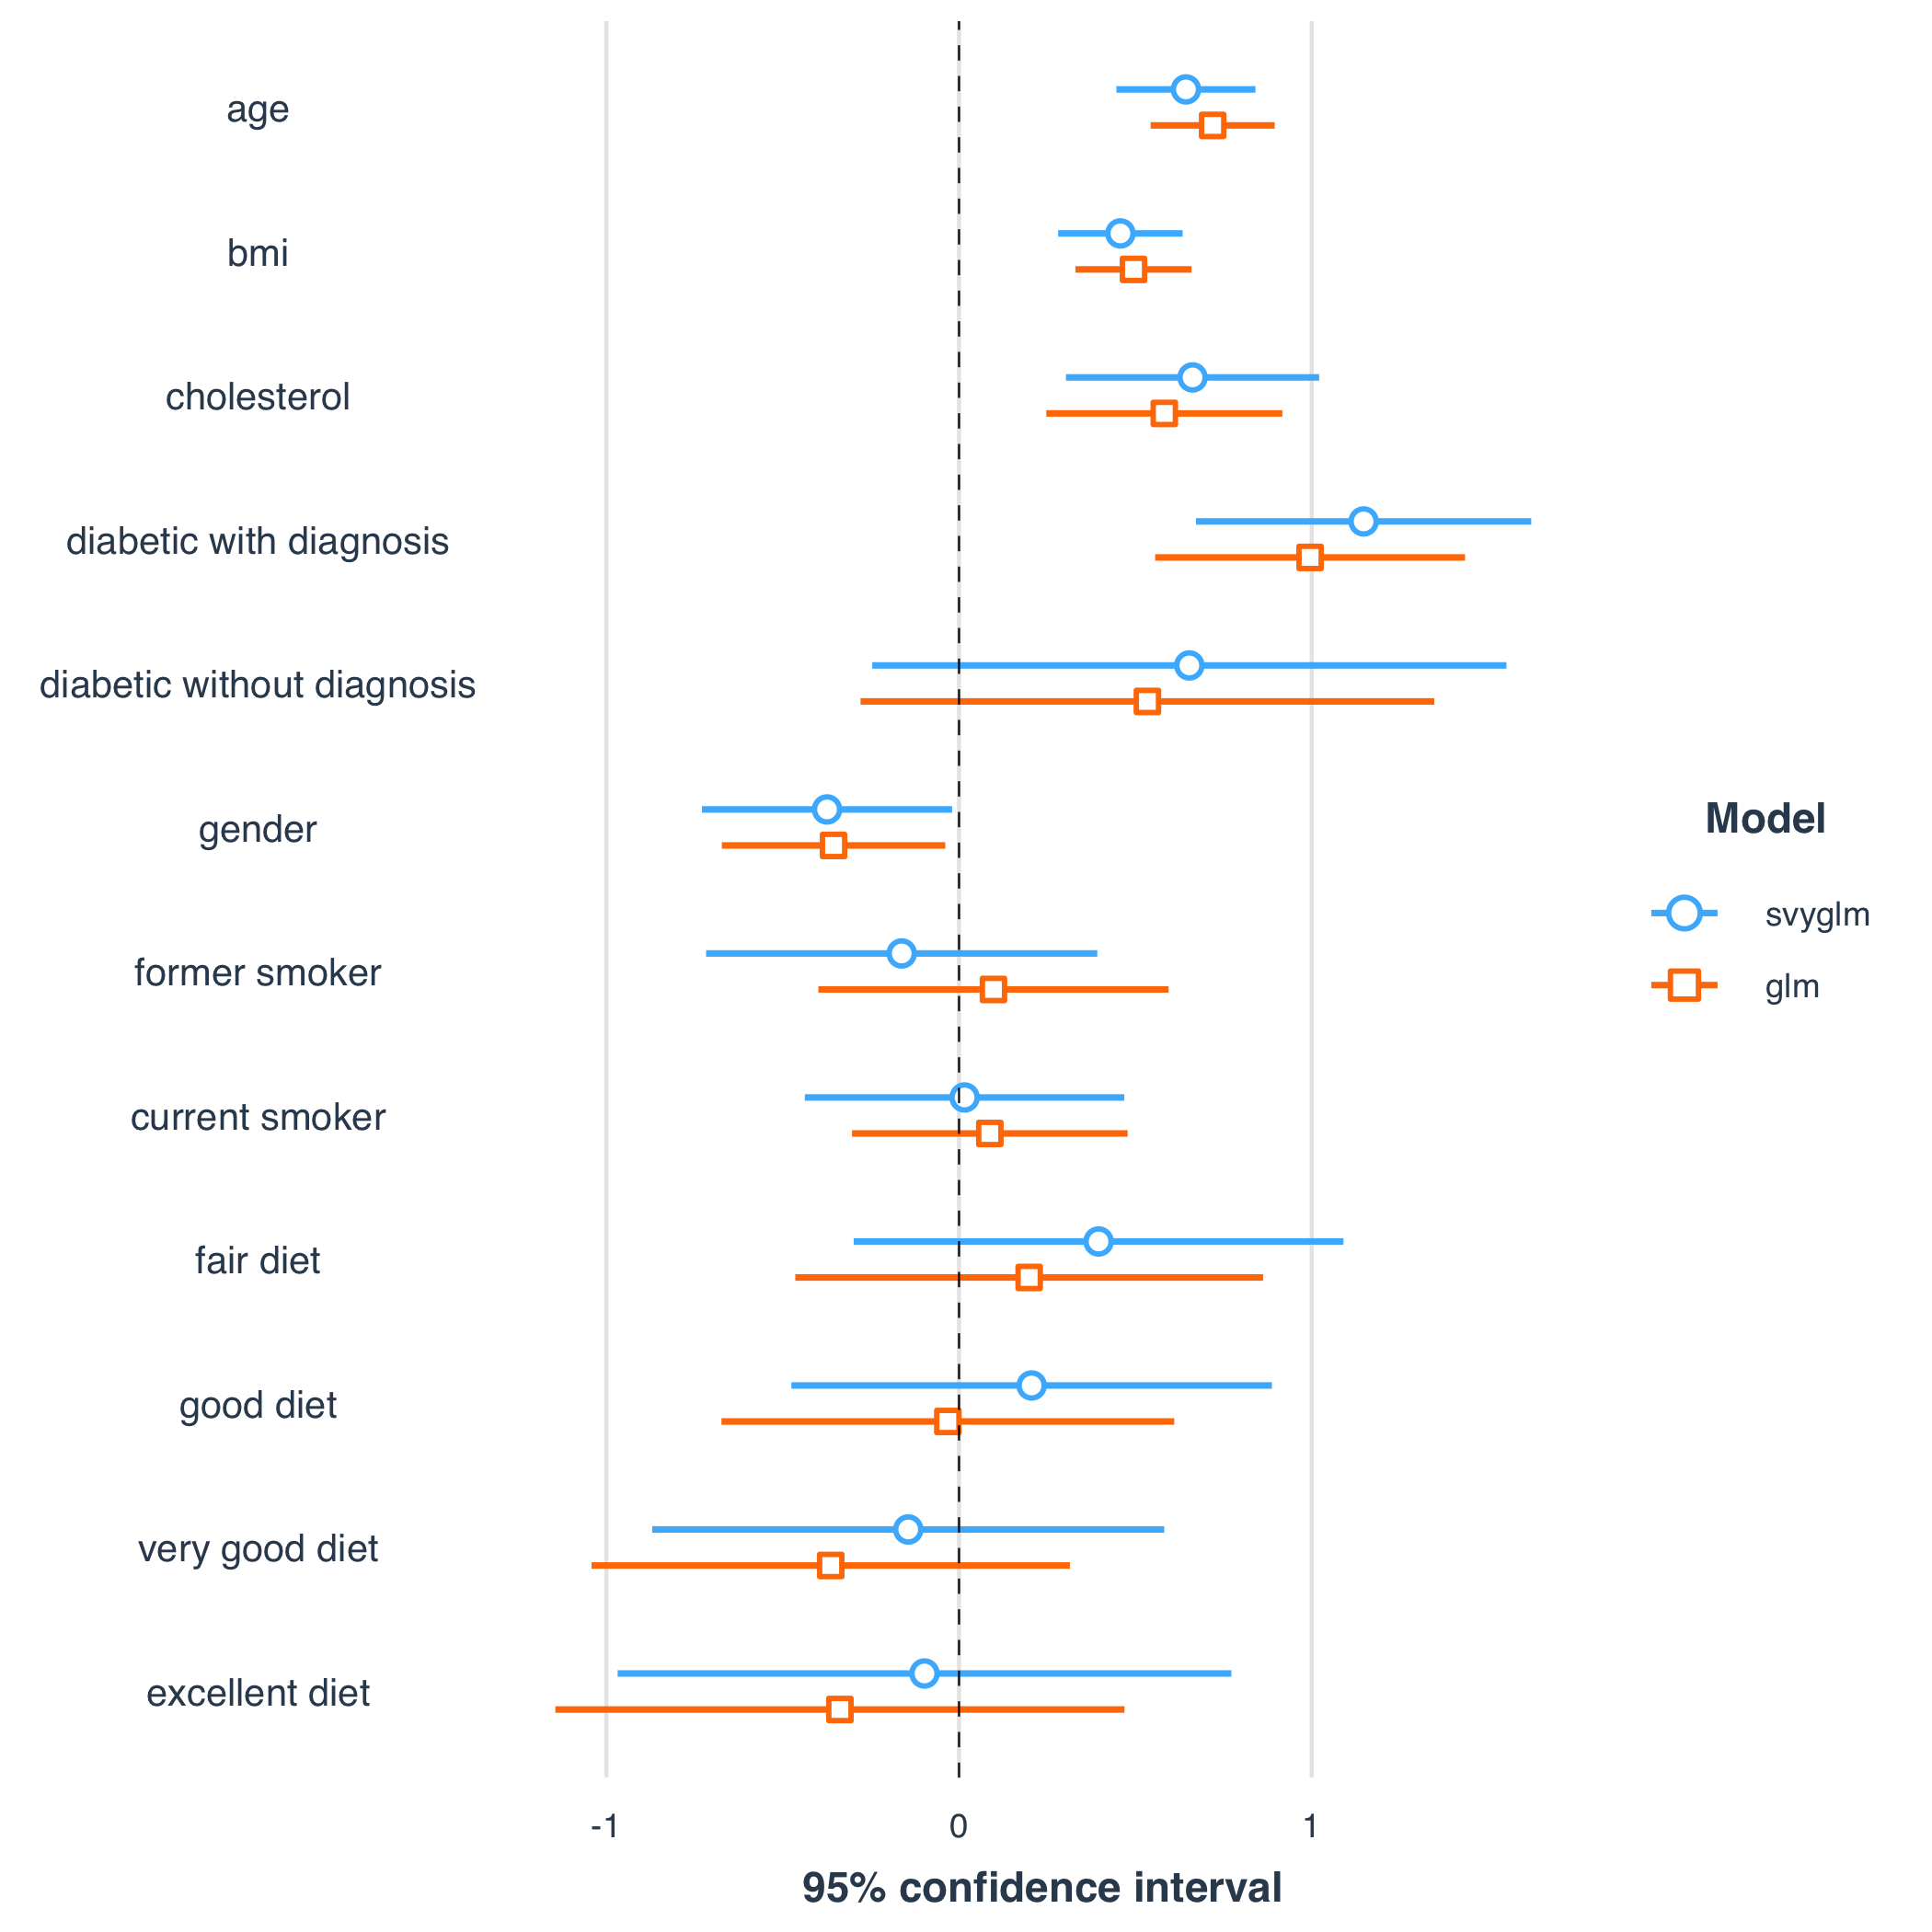 age
bmi
cholesterol
diabetic with diagnosis
diabetic without diagnosis
gender
former smoker
current smoker
fair diet
good diet
very good diet
excellent diet
-1 0 1
95% confidence interval
Model
svyglm
glm